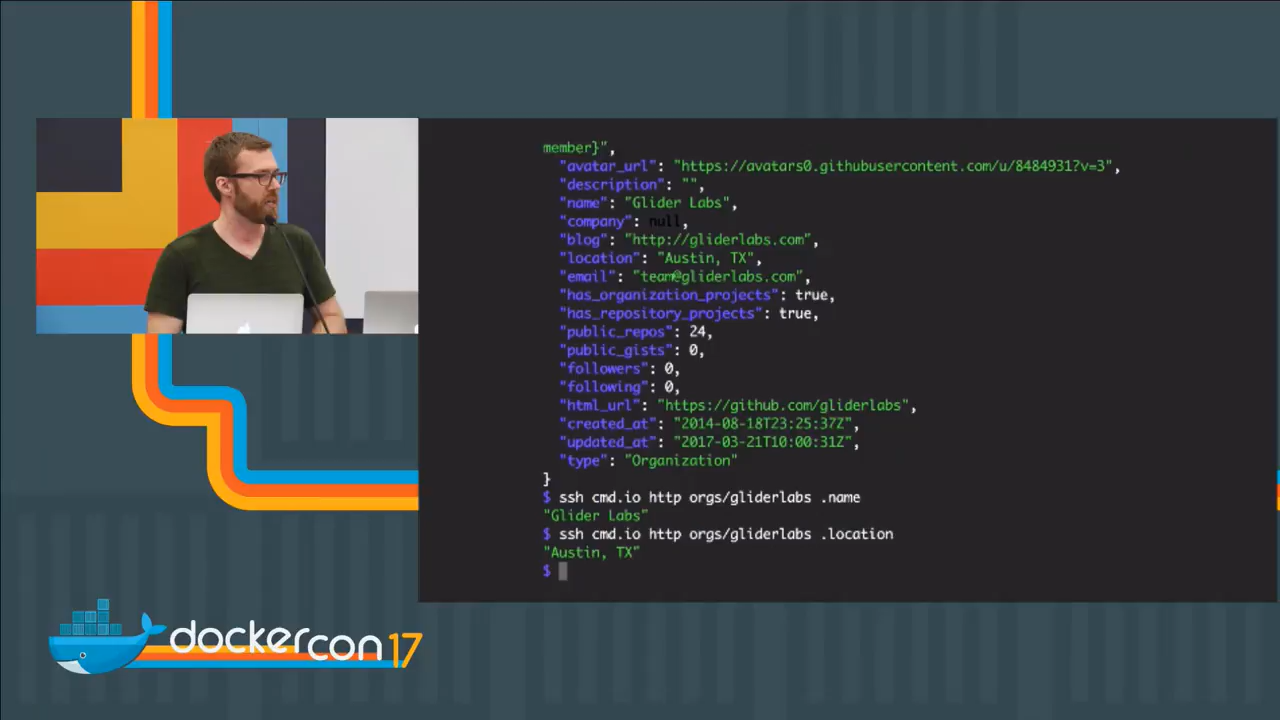 member}",
"avatar_url": "https://avatars0.githubusercontent.com/u/8484931?v=3",
"description": "",
"name": "Glider Labs",
"company": null,
"blog": "http://gliderlabs.com",
"location": "Austin, TX",
"email": "team@gliderlabs.com",
"has_organization_projects": true,
"has_repository_projects": true,
"public_repos": 24,
"public_gists": 0,
"followers": 0,
"following": 0,
"html_url": "https://github.com/gliderlabs",
"created_at": "2014-08-18T23:25:37Z",
"updated_at": "2017-03-21T10:00:31Z",
"type": "Organization"
}
$ ssh cmd.io http orgs/gliderlabs .name
"Glider Labs"
$ ssh cmd.io http orgs/gliderlabs .location
"Austin, TX"
$
dockercon 17